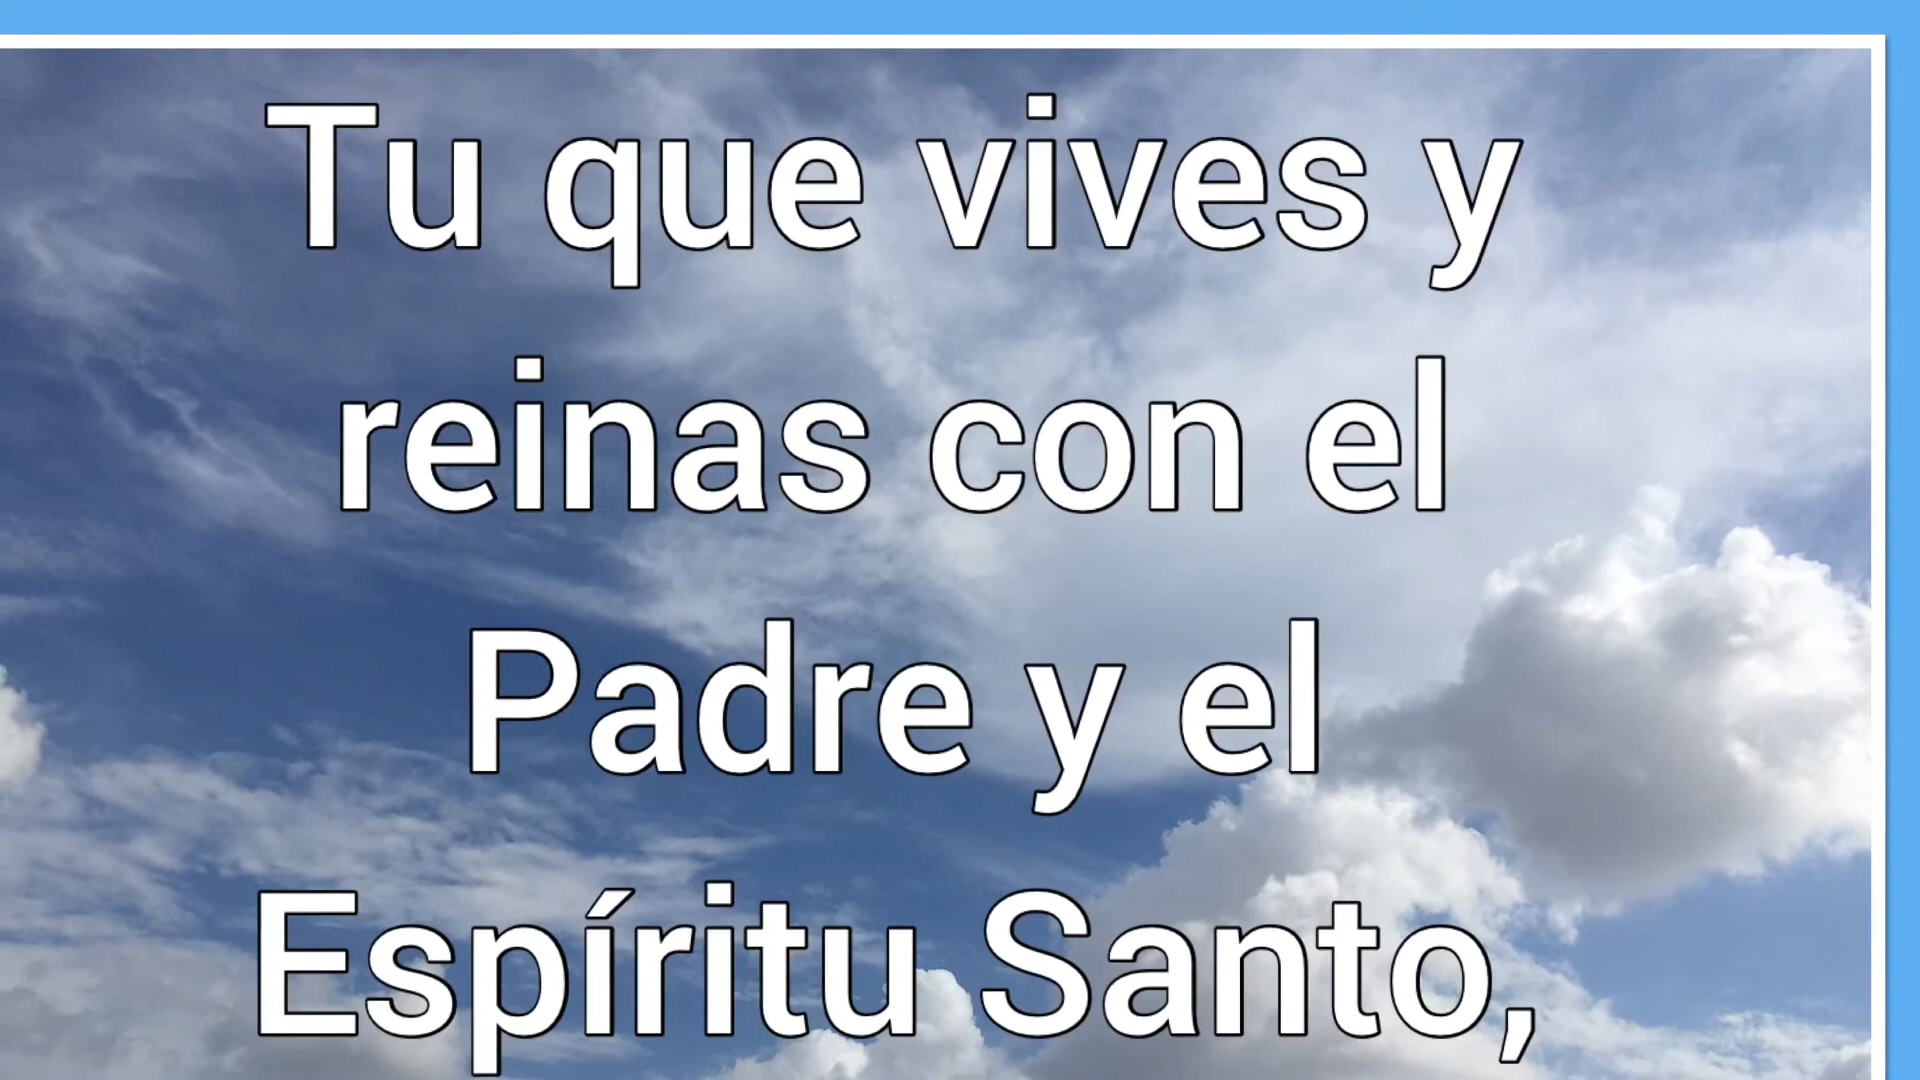 Tu que vives y
reinas con el
Padre y el
Espíritu Santo,